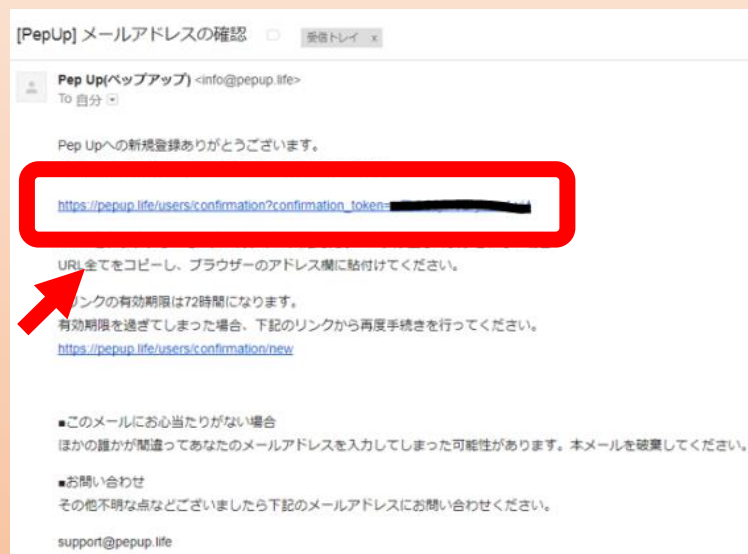 [PepUp] メールアドレスの確認
受信トレイ x
Pep Up(ペップアップ) <info@pepup.life>
To 自分
Pep Upへの新規登録ありがとうございます。
https://pepup.life/users/confirmation?confirmation_token=
URL全てをコピーし、ブラウザーのアドレス欄に貼付けてください。
リンクの有効期限は72時間になります。
有効期限を過ぎてしまった場合、下記のリンクから再度手続きを行ってください。
https://pepup.life/users/confirmation/new
■このメールにお心当たりがない場合
ほかの誰かが間違ってあなたのメールアドレスを入力してしまった可能性があります。本メールを破棄してください。
■お問い合わせ
その他不明な点などございましたら下記のメールアドレスにお問い合わせください。
support@pepup.life